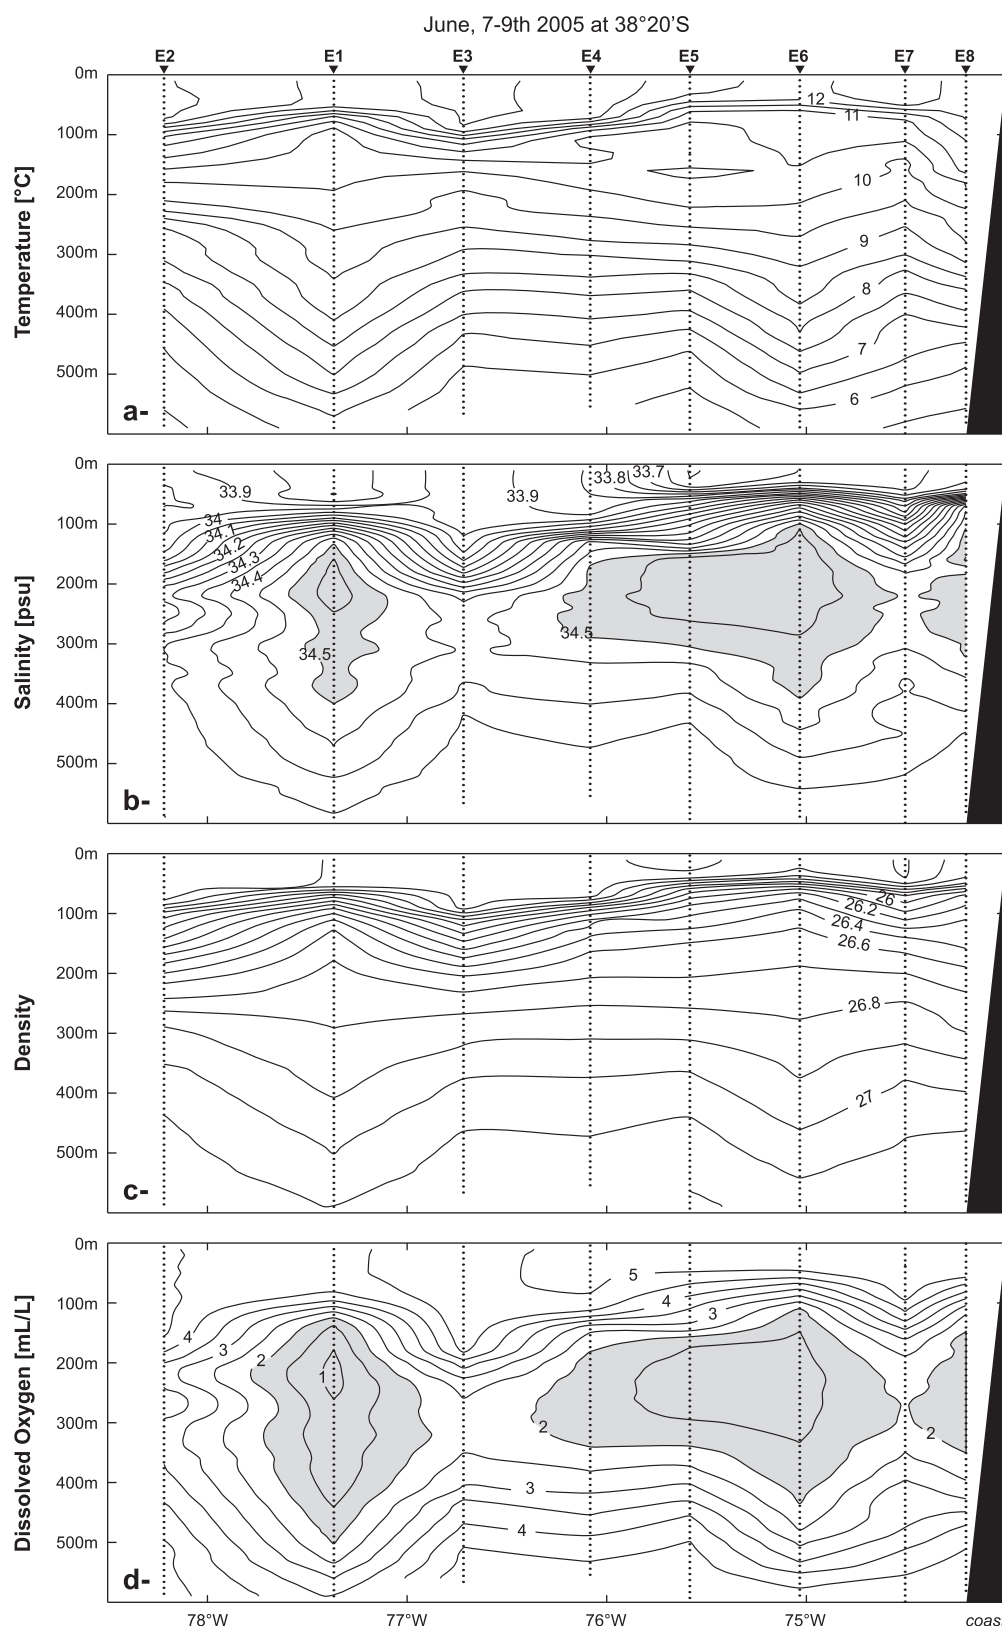 June, 7-9th 2005 at 38°20'S
E2 E1 E3 E4 E5 E6 E7 E8
0m
12
11
100m
10
200m
9
300m
8
400m
7
500m
6
Temperature [°C]
a-
0m
33.9
33.9
33.8
33.7
100m
34
34.1
34.2
34.3
34.4
200m
34.5
34.5
300m
400m
500m
Salinity [psu]
b-
0m
26
26.2
26.4
26.6
100m
200m
26.8
300m
400m
27
500m
Density
c-
0m
5
4
3
100m
4
3
2
200m
1
2
2
300m
400m
3
4
500m
Dissolved Oxygen [mL/L]
d-
78°W 77°W 76°W 75°W coas